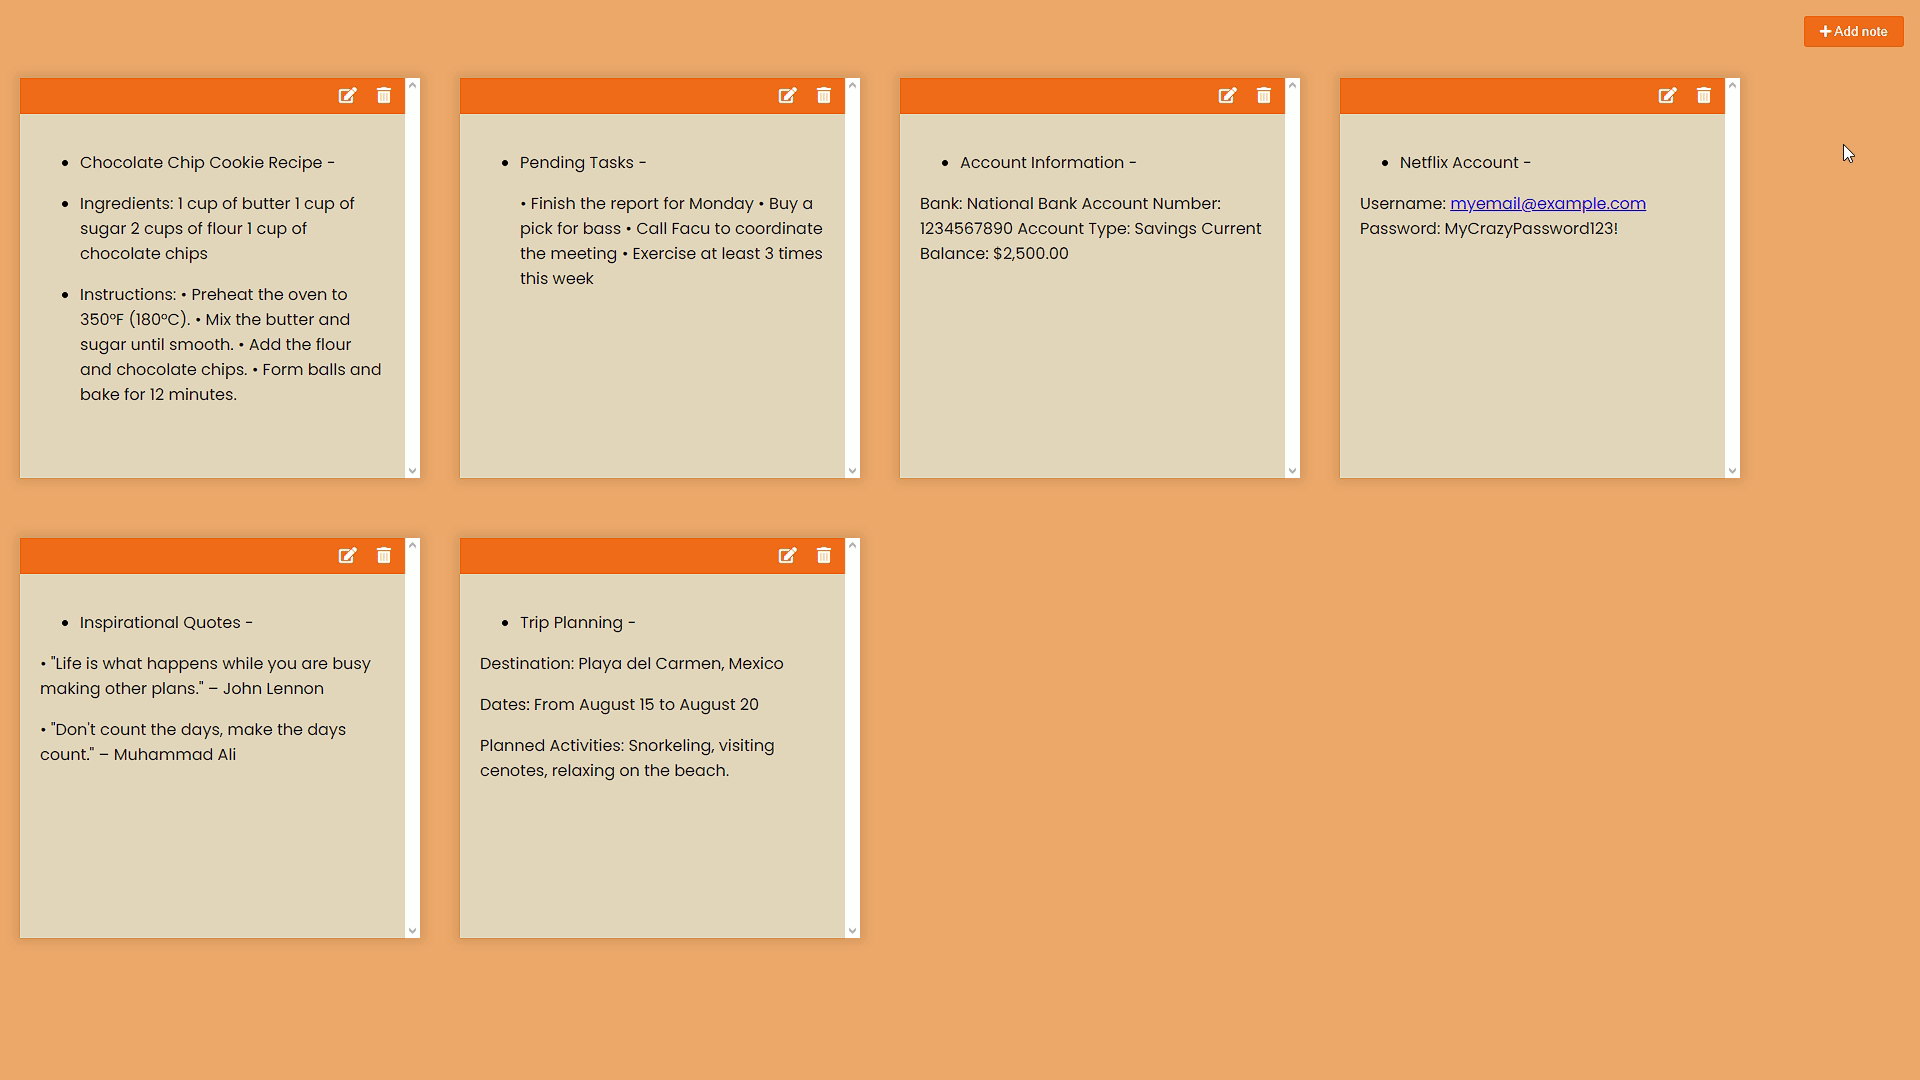 Add note
• Chocolate Chip Cookie Recipe -
• Ingredients: 1 cup of butter 1 cup of
sugar 2 cups of flour 1 cup of
chocolate chips
• Instructions: • Preheat the oven to
350°F (180°C). • Mix the butter and
sugar until smooth. • Add the flour
and chocolate chips. • Form balls and
bake for 12 minutes.
• Pending Tasks -
• Finish the report for Monday • Buy a
pick for bass • Call Facu to coordinate
the meeting • Exercise at least 3 times
this week
• Account Information -
Bank: National Bank Account Number:
1234567890 Account Type: Savings Current
Balance: $2,500.00
• Netflix Account -
Username: myemail@example.com
Password: MyCrazyPassword123!
• Inspirational Quotes -
• "Life is what happens while you are busy
making other plans." – John Lennon
• "Don't count the days, make the days
count." – Muhammad Ali
• Trip Planning -
Destination: Playa del Carmen, Mexico
Dates: From August 15 to August 20
Planned Activities: Snorkeling, visiting
cenotes, relaxing on the beach.